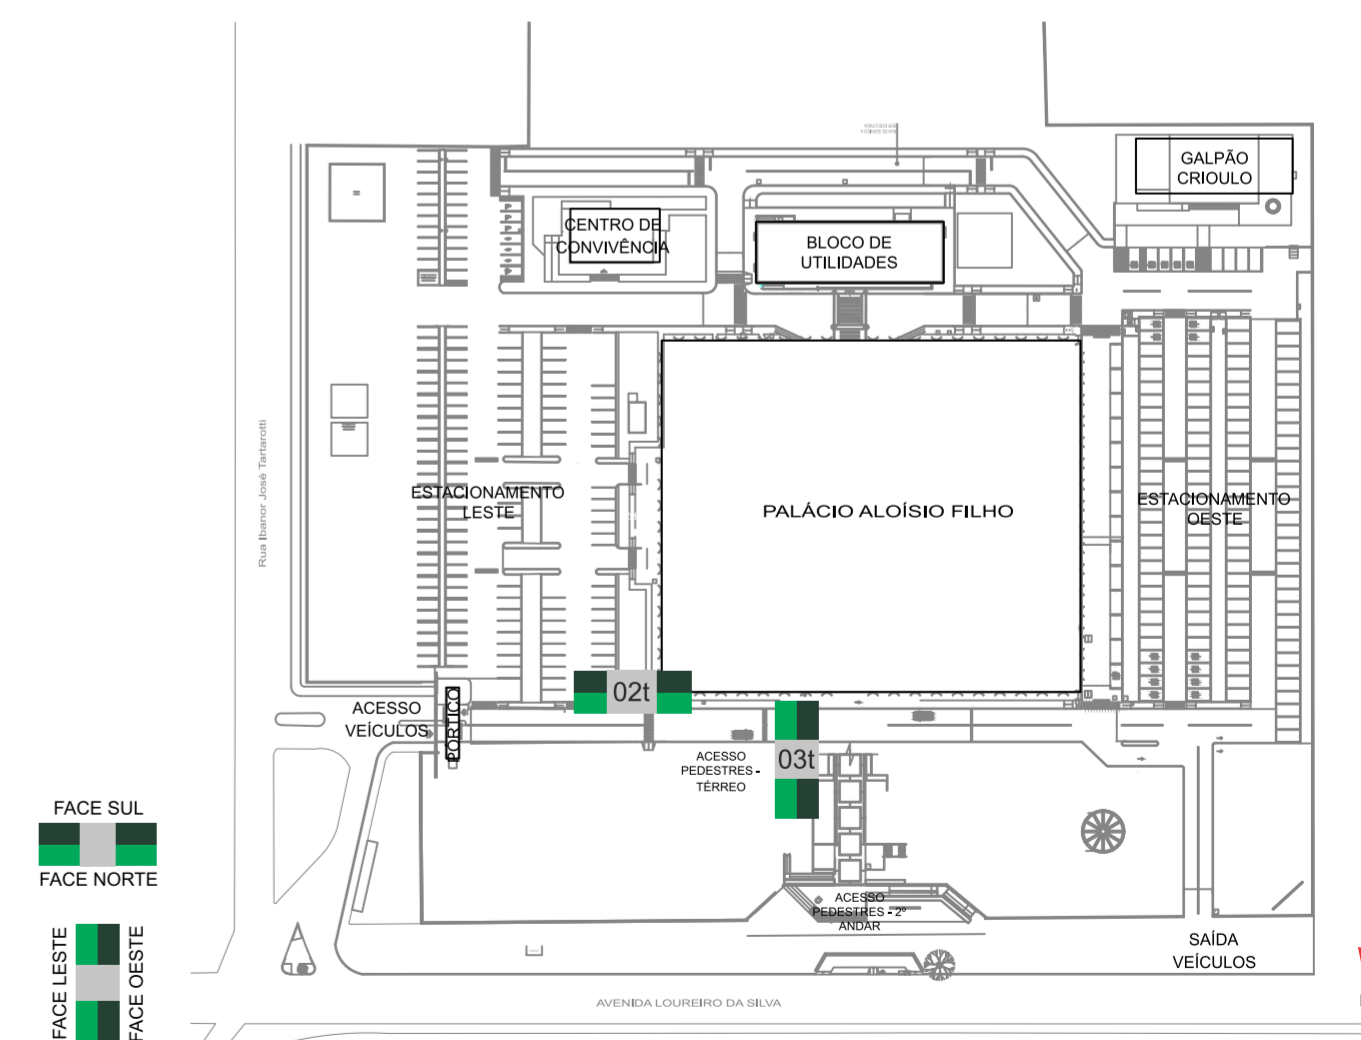 GALPÃO
CRIOULO
CENTRO DE
CONVIVÊNCIA
BLOCO DE
UTILIDADES
Rua Ibanor José Tartarotti
ESTACIONAMENTO
LESTE
PALÁCIO ALOÍSIO FILHO
ESTACIONAMENTO
OESTE
02t
ACESSO
VEÍCULOS
PÓRTICO
ACESSO
PEDESTRES -
TÉRREO
03t
FACE SUL
FACE NORTE
ACESSO
PEDESTRES - 2º
ANDAR
FACE LESTE
FACE OESTE
SAÍDA
VEÍCULOS
AVENIDA LOUREIRO DA SILVA